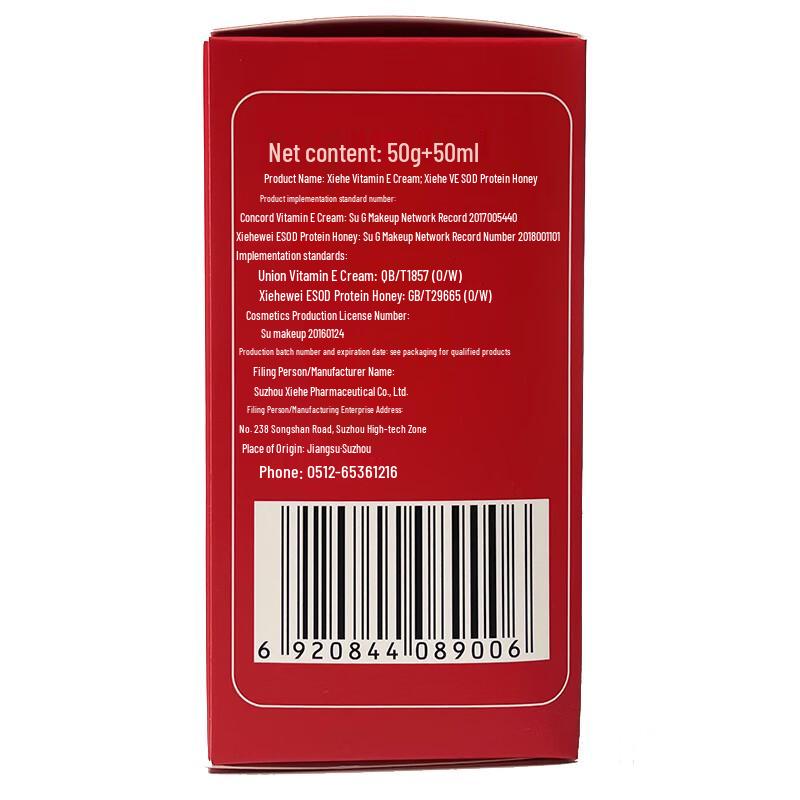 Net content: 50g+50ml
Product Name: Xiehe Vitamin E Cream; Xiehe VE SOD Protein Honey
Product implementation standard number:
Concord Vitamin E Cream: Su G Makeup Network Record 2017005440
Xiehewei ESOD Protein Honey: Su G Makeup Network Record Number 2018001101
Implementation standards:
Union Vitamin E Cream: QB/T1857 (O/W)
Xiehewei ESOD Protein Honey: GB/T29665 (O/W)
Cosmetics Production License Number:
Su makeup 20160124
Production batch number and expiration date: see packaging for qualified products
Filing Person/Manufacturer Name:
Suzhou Xiehe Pharmaceutical Co., Ltd.
Filing Person/Manufacturing Enterprise Address:
No. 238 Songshan Road, Suzhou High-tech Zone
Place of Origin: Jiangsu·Suzhou
Phone: 0512-65361216
6 920844 089006